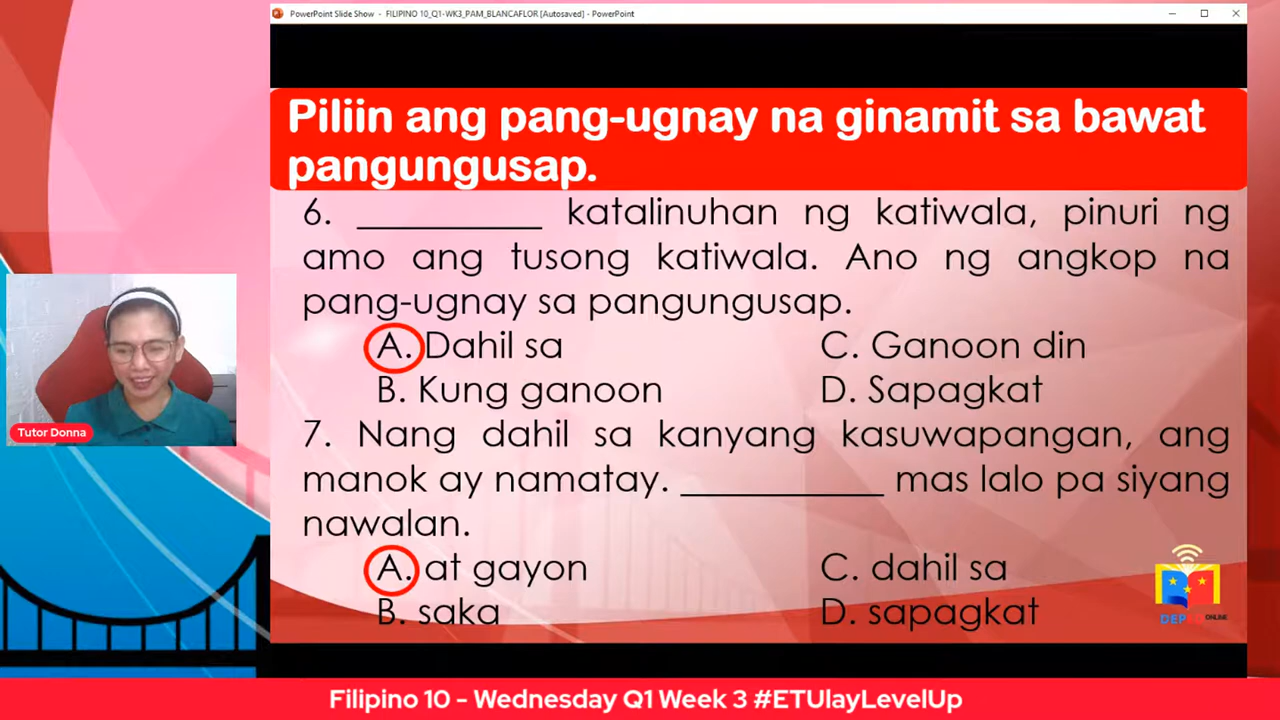 PowerPoint Slide Show - FILIPINO 10_Q1-WK3_PAM_BLANCAFLOR [Autosaved] - PowerPoint
Piliin ang pang-ugnay na ginamit sa bawat
pangungusap.
6. __________ katalinuhan ng katiwala, pinuri ng
amo ang tusong katiwala. Ano ng angkop na
pang-ugnay sa pangungusap.
A. Dahil sa
C. Ganoon din
B. Kung ganoon
D. Sapagkat
7. Nang dahil sa kanyang kasuwapangan, ang
manok ay namatay. ___________ mas lalo pa siyang
nawalan.
A. at gayon
C. dahil sa
B. saka
D. sapagkat
Tutor Donna
DEPED ONLINE
Filipino 10 - Wednesday Q1 Week 3 #ETUlayLevelUp